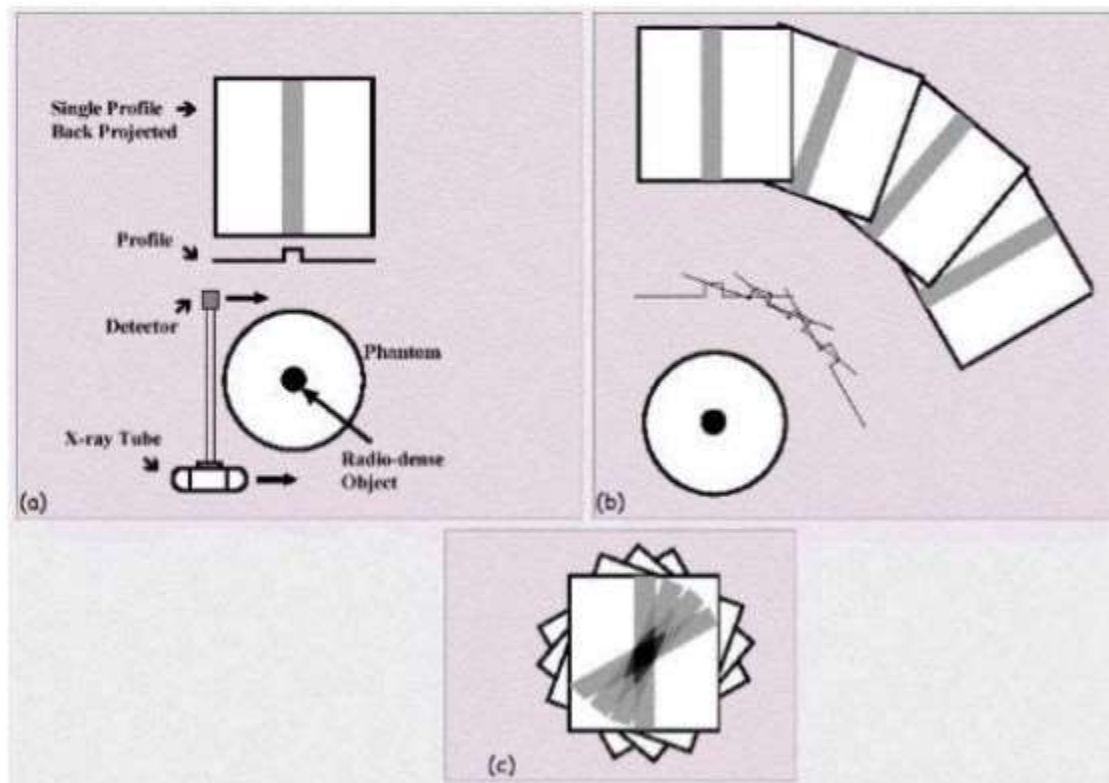 Single Profile
Back Projected
Profile
Detector
Phantom
X-ray Tube
Radio-dense
Object
(a)
(b)
(c)